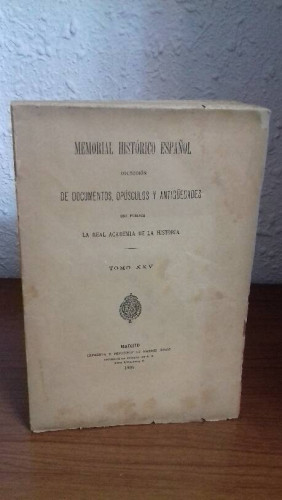 MEMORIAL HISTÓRICO ESPAÑOL
COLECCIÓN
DE DOCUMENTOS, OPÚSCULOS Y ANTIGÜEDADES
QUE PUBLICA
LA REAL ACADEMIA DE LA HISTORIA
TOMO XXV
MADRID